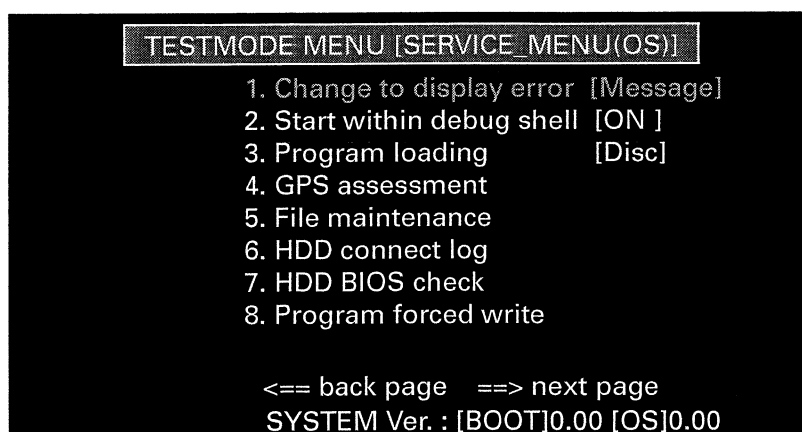 TESTMODE MENU [SERVICE_MENU(OS)]
1. Change to display error [Message]
2. Start within debug shell [ON ]
3. Program loading [Disc]
4. GPS assessment
5. File maintenance
6. HDD connect log
7. HDD BIOS check
8. Program forced write
<== back page ==> next page
SYSTEM Ver. : [BOOT]0.00 [OS]0.00